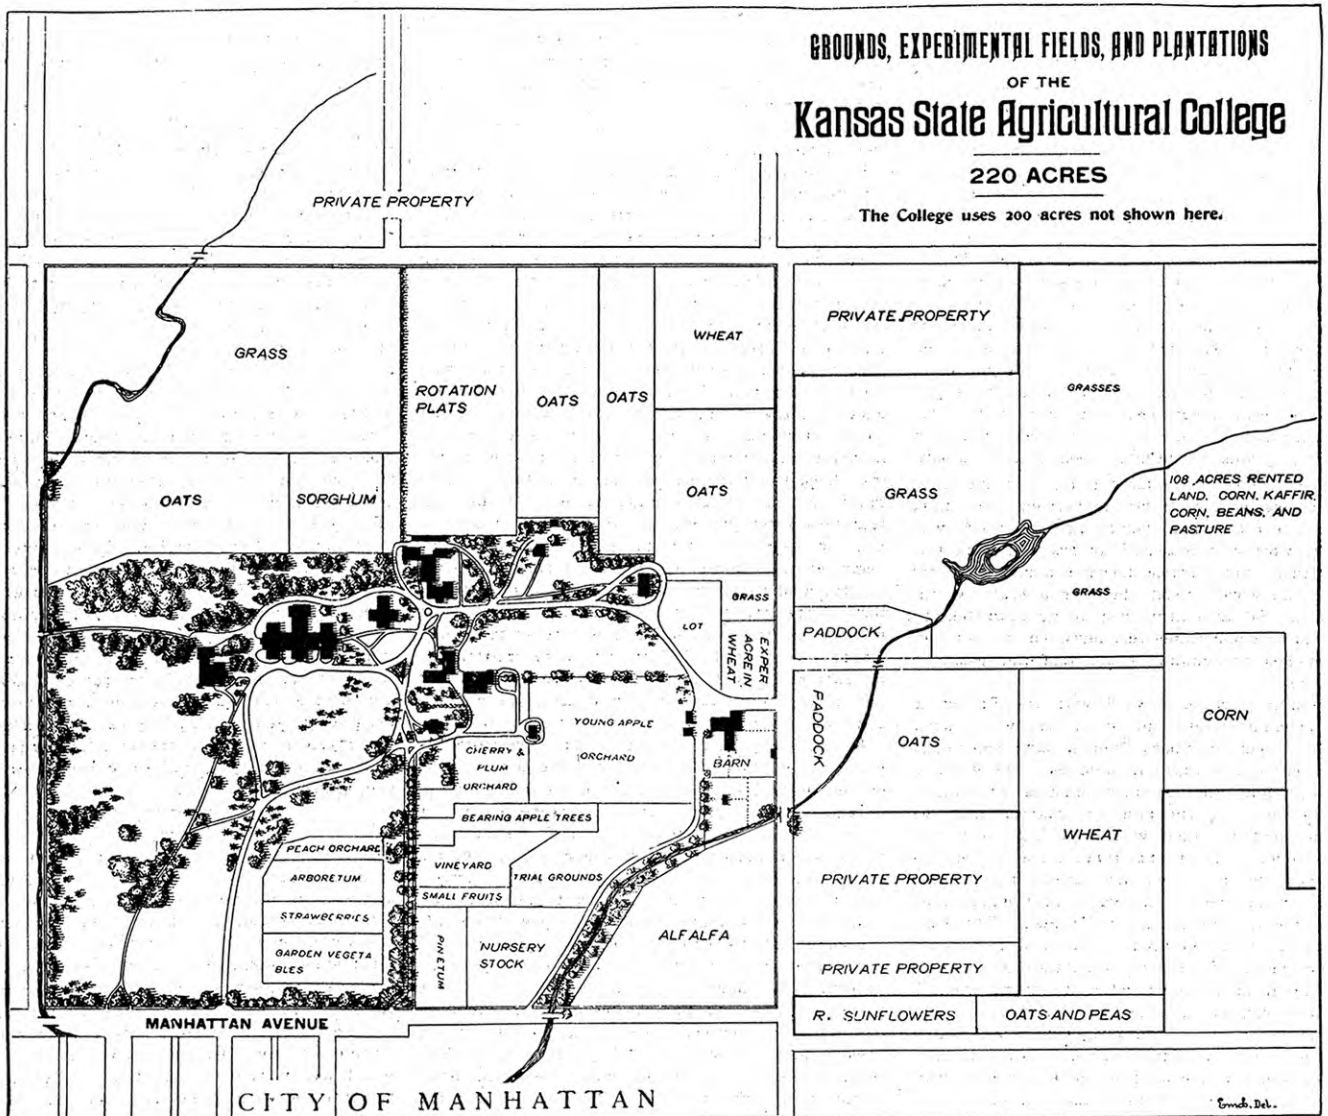 GROUNDS, EXPERIMENTAL FIELDS, AND PLANTATIONS
OF THE
Kansas State Agricultural College
220 ACRES
The College uses 200 acres not shown here.
PRIVATE PROPERTY
GRASS
ROTATION
PLATS
OATS
OATS
WHEAT
PRIVATE PROPERTY
GRASSES
OATS
SORGHUM
OATS
GRASS
108 ACRES RENTED
LAND. CORN, KAFFIR
CORN, BEANS, AND
PASTURE
GRASS
GRASS
LOT
EXPER
ACRE IN
WHEAT
PADDOCK
PADDOCK
YOUNG APPLE
ORCHARD
CHERRY &
PLUM
ORCHARD
BARN
OATS
CORN
BEARING APPLE TREES
WHEAT
PEACH ORCHARD
ARBORETUM
STRAWBERRIES
GARDEN VEGETA
BLES
VINEYARD
TRIAL GROUNDS
SMALL FRUITS
PINETUM
NURSERY
STOCK
ALFALFA
PRIVATE PROPERTY
PRIVATE PROPERTY
R. SUNFLOWERS
OATS AND PEAS
MANHATTAN AVENUE
CITY OF MANHATTAN